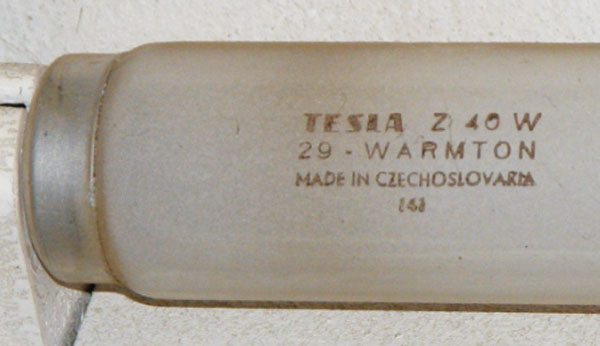 TESLA Z 40 W
29 - WARMTON
MADE IN CZECHOSLOVAKIA